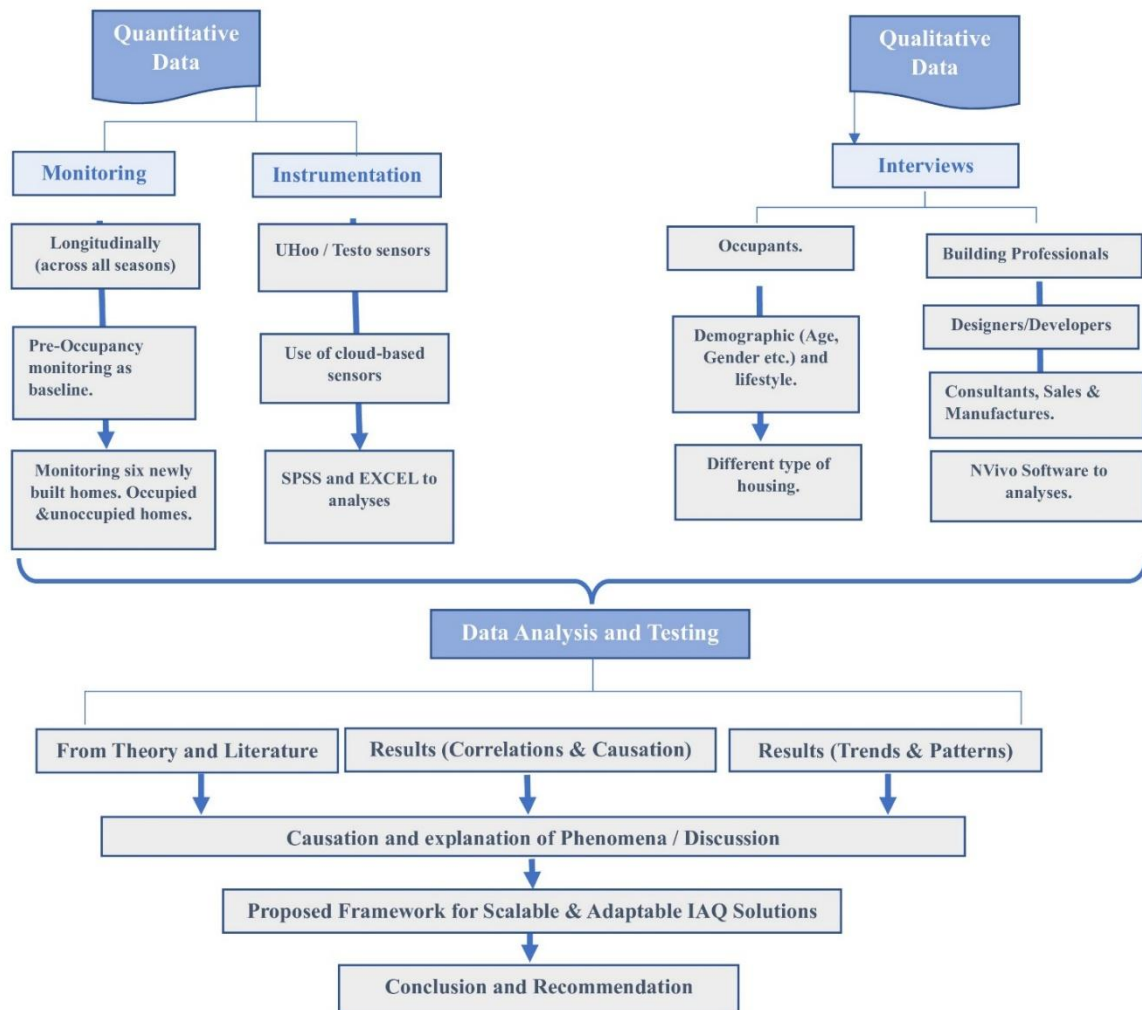 Quantitative
Data
Qualitative
Data
Monitoring
Instrumentation
Interviews
Longitudinally
(across all seasons)
UHoo / Testo sensors
Occupants.
Building Professionals
Pre-Occupancy
monitoring as
baseline.
Use of cloud-based
sensors
Demographic (Age,
Gender etc.) and
lifestyle.
Designers/Developers
Consultants, Sales &
Manufactures.
Monitoring six newly
built homes. Occupied
&unoccupied homes.
SPSS and EXCEL to
analyses
Different type of
housing.
NVivo Software to
analyses.
Data Analysis and Testing
From Theory and Literature
Results (Correlations & Causation)
Results (Trends & Patterns)
Causation and explanation of Phenomena / Discussion
Proposed Framework for Scalable & Adaptable IAQ Solutions
Conclusion and Recommendation